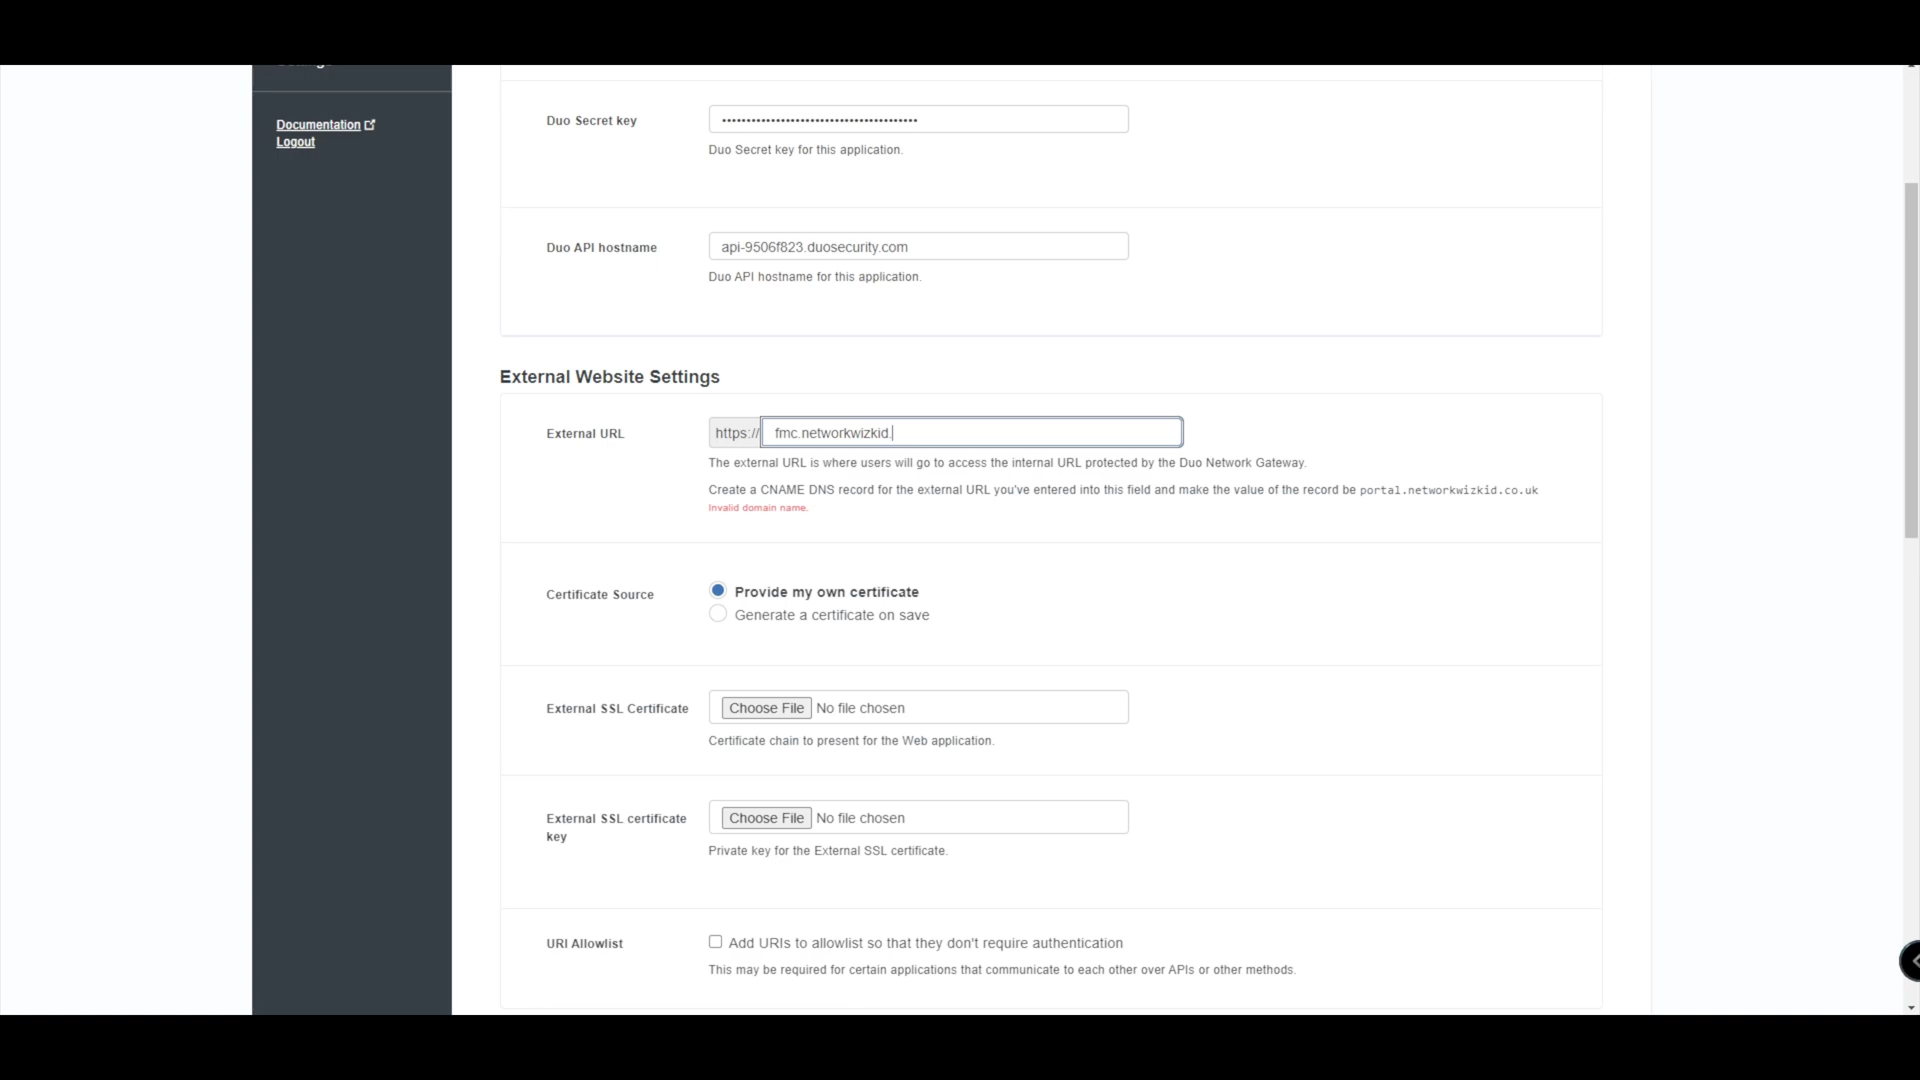 Documentation
Logout
Duo Secret key
••••••••••••••••••••••••••••••••••••••••
Duo Secret key for this application.
Duo API hostname
api-9506f823.duosecurity.com
Duo API hostname for this application.
External Website Settings
External URL
https://
fmc.networkwizkid.
The external URL is where users will go to access the internal URL protected by the Duo Network Gateway.
Create a CNAME DNS record for the external URL you've entered into this field and make the value of the record be portal.networkwizkid.co.uk
Invalid domain name.
Certificate Source
Provide my own certificate
Generate a certificate on save
External SSL Certificate
Choose File No file chosen
Certificate chain to present for the Web application.
External SSL certificate
key
Choose File No file chosen
Private key for the External SSL certificate.
URI Allowlist
Add URIs to allowlist so that they don't require authentication
This may be required for certain applications that communicate to each other over APIs or other methods.